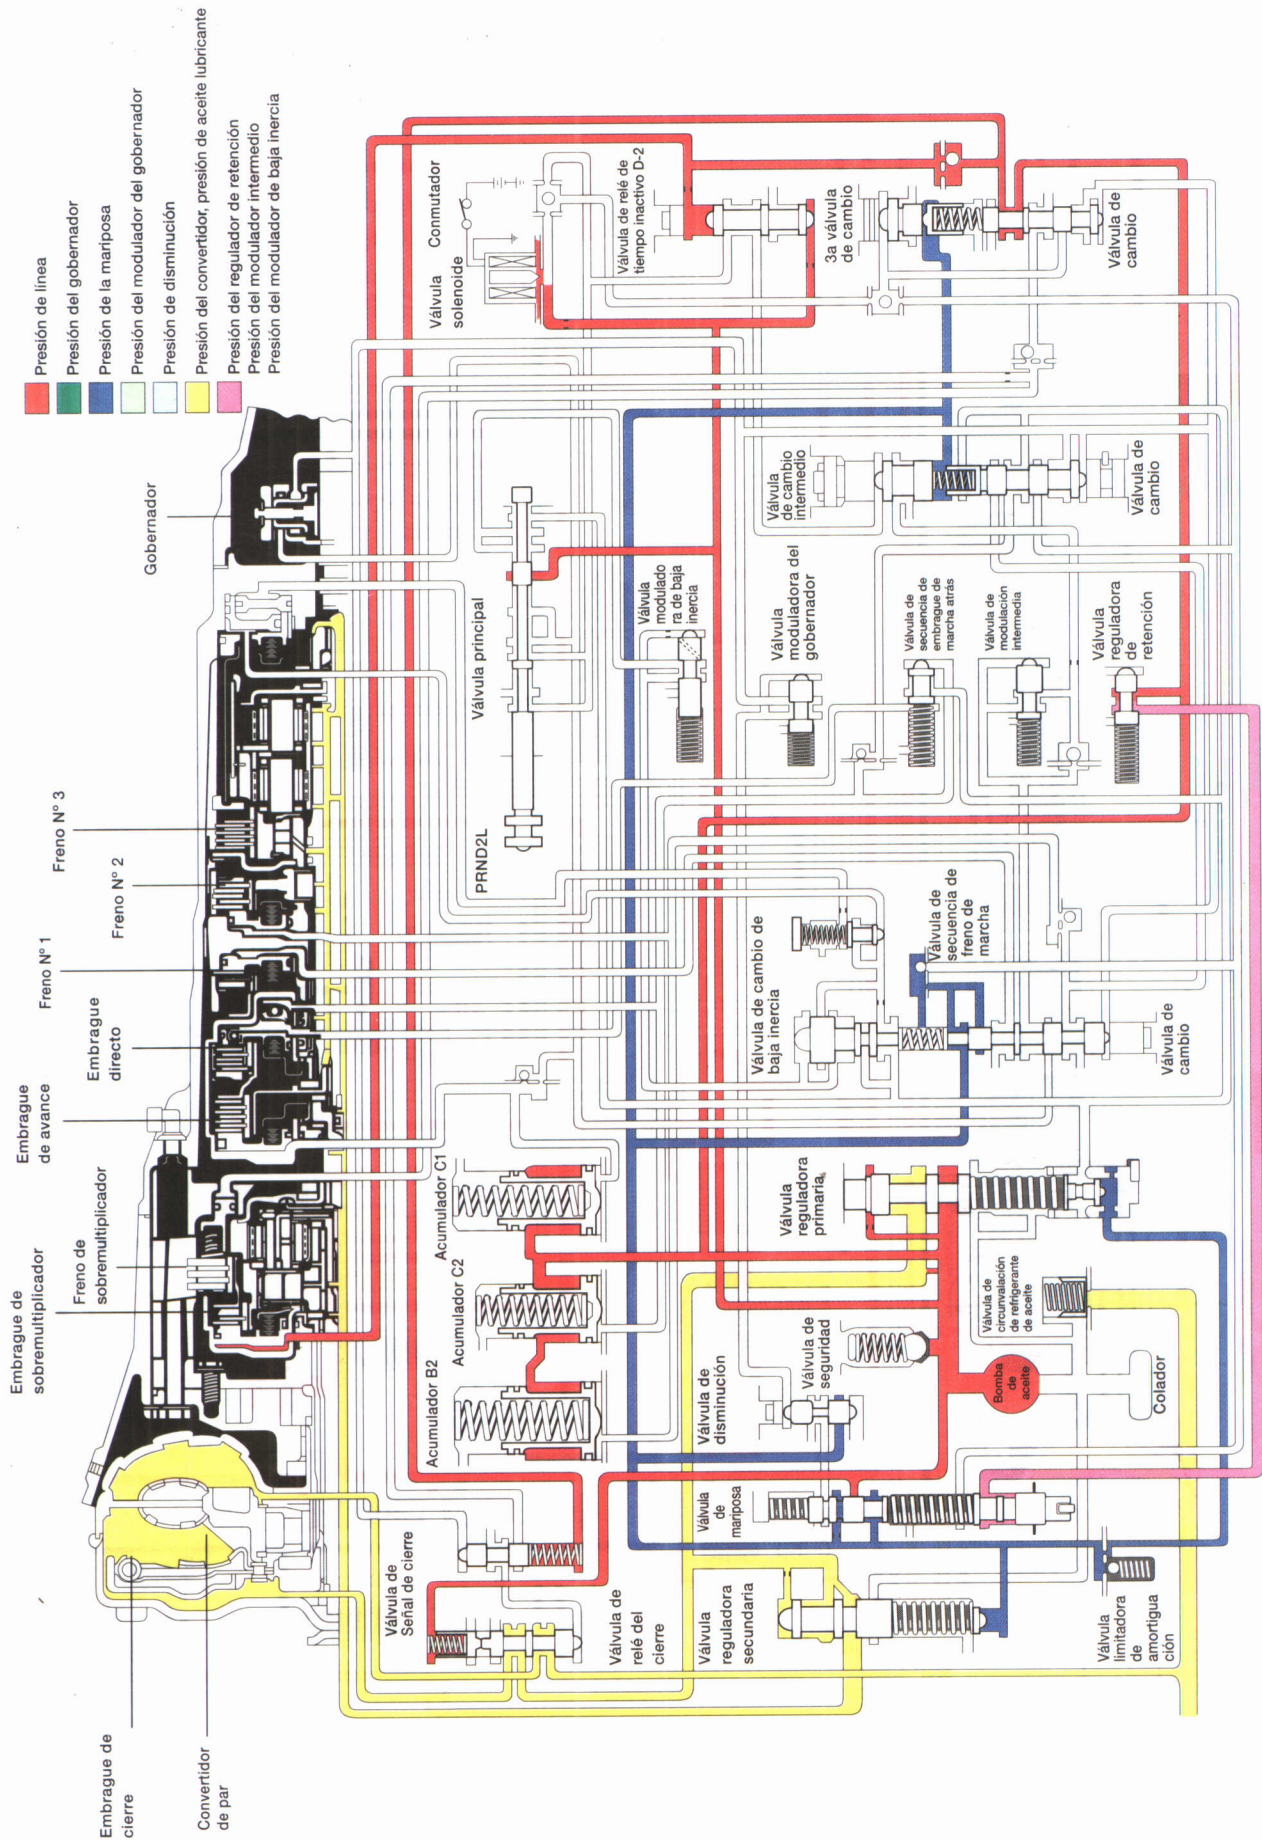 Presión de línea
Presión del gobernador
Presión de la mariposa
Presión del modulador del gobernador
Presión de disminución
Presión del convertidor, presión de aceite lubricante
Presión del regulador de retención
Presión del modulador intermedio
Presión del modulador de baja inercia
Embrague de
cierre
Convertidor
de par
Embrague de
sobremultiplicador
Freno de
sobremultiplicador
Embrague
de avance
Embrague
directo
Freno Nº 1
Freno Nº 2
Freno Nº 3
Gobernador
Válvula de
Señal de cierre
Acumulador B2
Acumulador C2
Acumulador C1
PRND2L
Válvula principal
Válvula
solenoide
Conmutador
Válvula de
relé del
cierre
Válvula
reguladora
secundaria
Válvula
de
mariposa
Válvula de
disminución
Válvula de
seguridad
Válvula
reguladora
primaria
Válvula de cambio de
baja inercia
Válvula de
secuencia de
freno de
marcha
Válvula de
cambio
Válvula
modulado
ra de baja
inercia
Válvula
moduladora del
gobernador
Válvula de
secuencia de
embrague de
marcha atrás
Válvula de
modulación
intermedia
Válvula
reguladora
de
retención
Válvula
de cambio
intermedio
Válvula de
cambio
Válvula de relé de
tiempo inactivo D-2
3a válvula
de cambio
Válvula de
cambio
Válvula
limitadora
de
amortigua
ción
Bomba
de
aceite
Colador
Válvula de
circunvalación
de refrigerante
de aceite